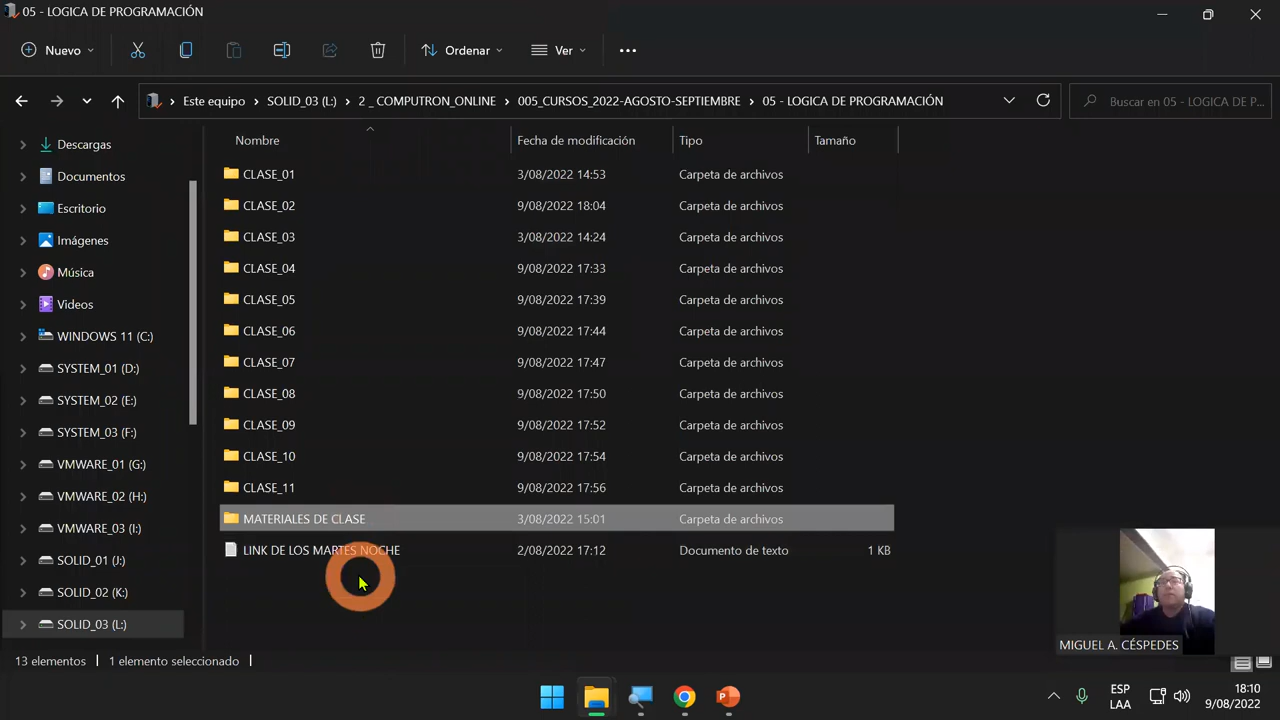 05 - LOGICA DE PROGRAMACIÓN
Nuevo
Ordenar
Ver
Este equipo > SOLID_03 (L:) > 2 _ COMPUTRON_ONLINE > 005_CURSOS_2022-AGOSTO-SEPTIEMBRE > 05 - LOGICA DE PROGRAMACIÓN
Buscar en 05 - LOGICA DE P...
Descargas
Documentos
Escritorio
Imágenes
Música
Videos
WINDOWS 11 (C:)
SYSTEM_01 (D:)
SYSTEM_02 (E:)
SYSTEM_03 (F:)
VMWARE_01 (G:)
VMWARE_02 (H:)
VMWARE_03 (I:)
SOLID_01 (J:)
SOLID_02 (K:)
SOLID_03 (L:)
Nombre Fecha de modificación Tipo Tamaño
CLASE_01 3/08/2022 14:53 Carpeta de archivos
CLASE_02 9/08/2022 18:04 Carpeta de archivos
CLASE_03 3/08/2022 14:24 Carpeta de archivos
CLASE_04 9/08/2022 17:33 Carpeta de archivos
CLASE_05 9/08/2022 17:39 Carpeta de archivos
CLASE_06 9/08/2022 17:44 Carpeta de archivos
CLASE_07 9/08/2022 17:47 Carpeta de archivos
CLASE_08 9/08/2022 17:50 Carpeta de archivos
CLASE_09 9/08/2022 17:52 Carpeta de archivos
CLASE_10 9/08/2022 17:54 Carpeta de archivos
CLASE_11 9/08/2022 17:56 Carpeta de archivos
MATERIALES DE CLASE 3/08/2022 15:01 Carpeta de archivos
LINK DE LOS MARTES NOCHE 2/08/2022 17:12 Documento de texto 1 KB
MIGUEL A. CÉSPEDES
13 elementos 1 elemento seleccionado
ESP
LAA
18:10
9/08/2022